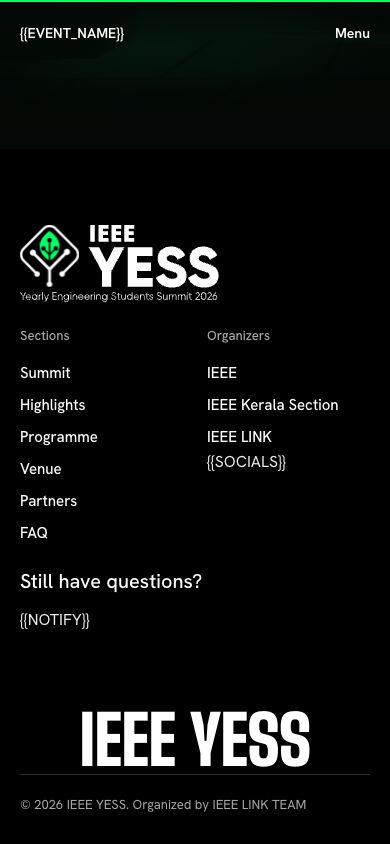 {{EVENT_NAME}}
Menu
IEEE
YESS
Yearly Engineering Students Summit 2026
Sections
Summit
Highlights
Programme
Venue
Partners
FAQ
Organizers
IEEE
IEEE Kerala Section
IEEE LINK
{{SOCIALS}}
Still have questions?
{{NOTIFY}}
IEEE YESS
© 2026 IEEE YESS. Organized by IEEE LINK TEAM